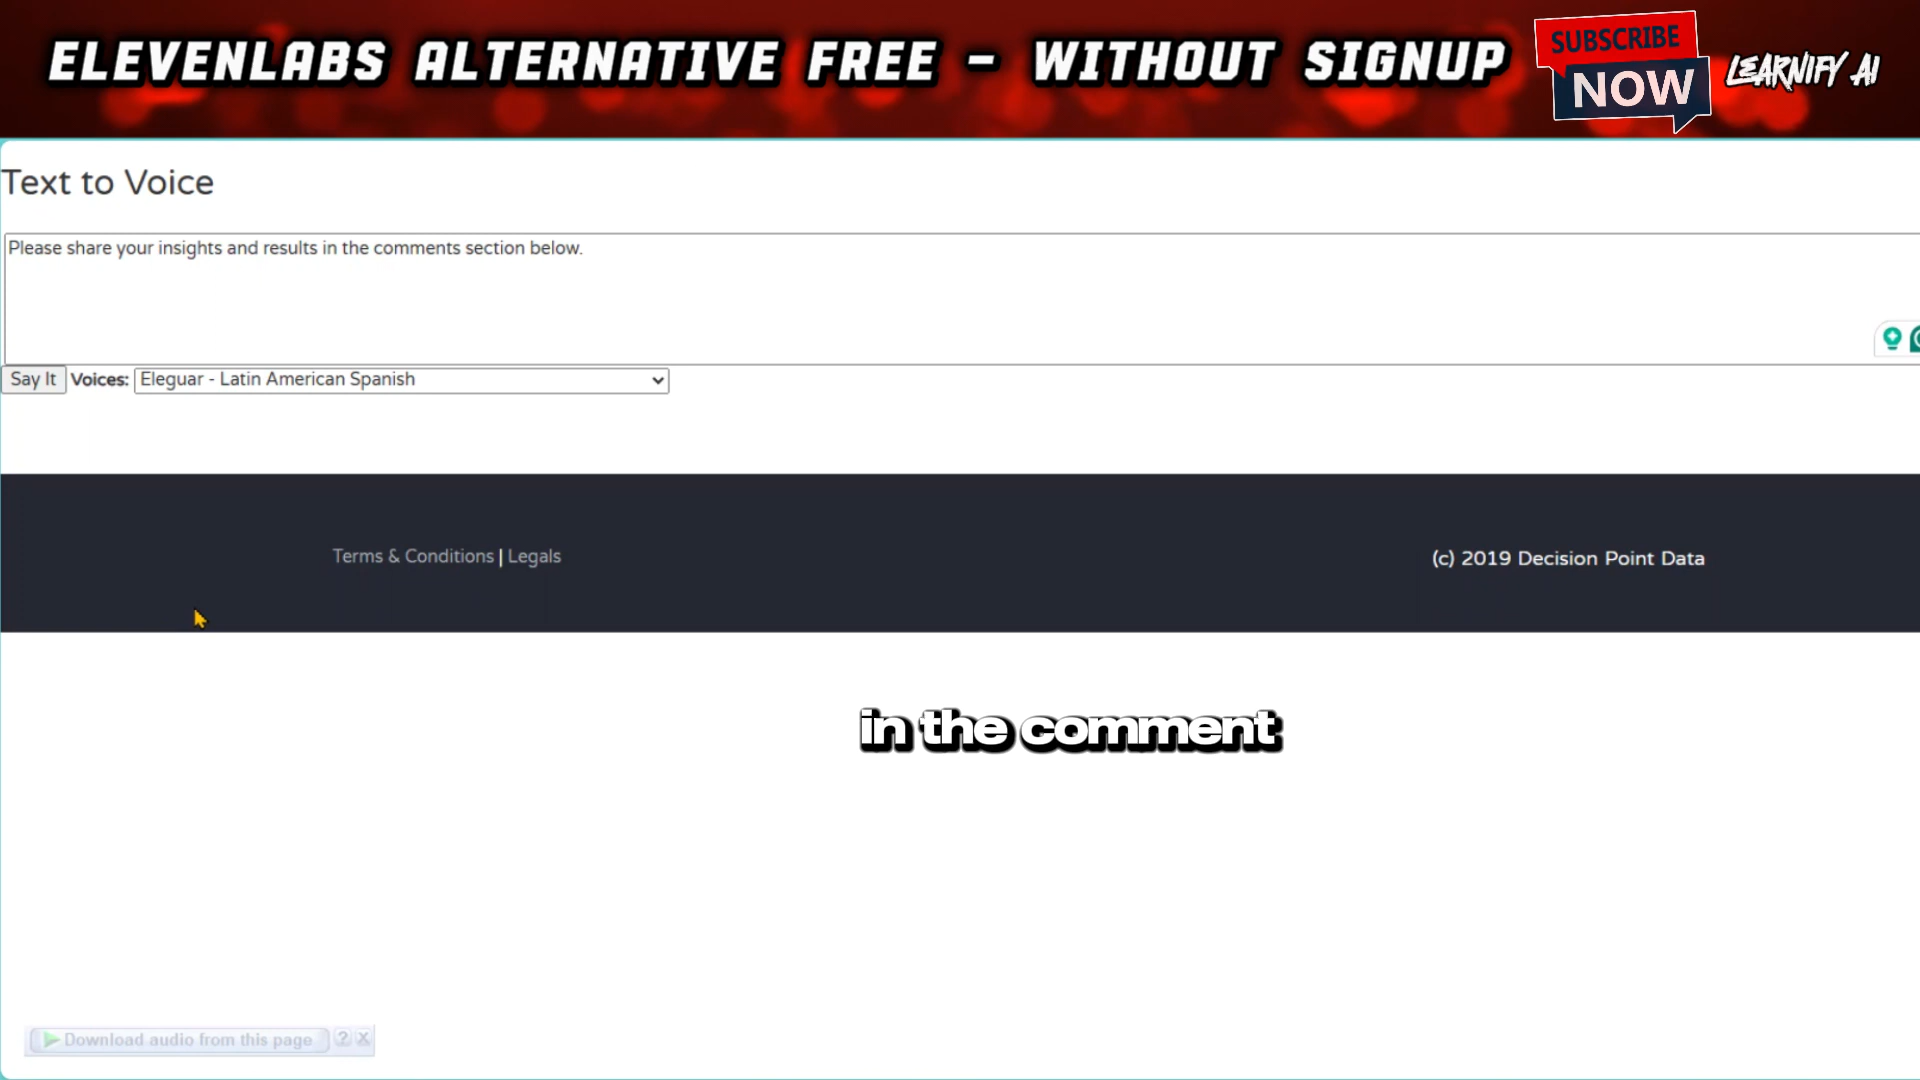 ELEVENLABS ALTERNATIVE FREE - WITHOUT SIGNUP
SUBSCRIBE
NOW
LEARNIFY AI
Text to Voice
Please share your insights and results in the comments section below.
Say It Voices: Eleguar - Latin American Spanish
Terms & Conditions | Legals
(c) 2019 Decision Point Data
in the comment
Download audio from this page ? X